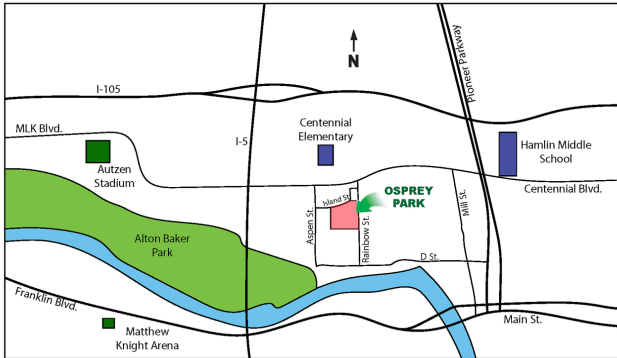 N
I-105
Pioneer Parkway
MLK Blvd.
I-5
Centennial
Elementary
Hamlin Middle
School
Autzen
Stadium
Centennial Blvd.
Island St.
OSPREY
PARK
Mill St.
Aspen St.
Rainbow St.
Alton Baker
Park
D St.
Franklin Blvd.
Main St.
Matthew
Knight Arena